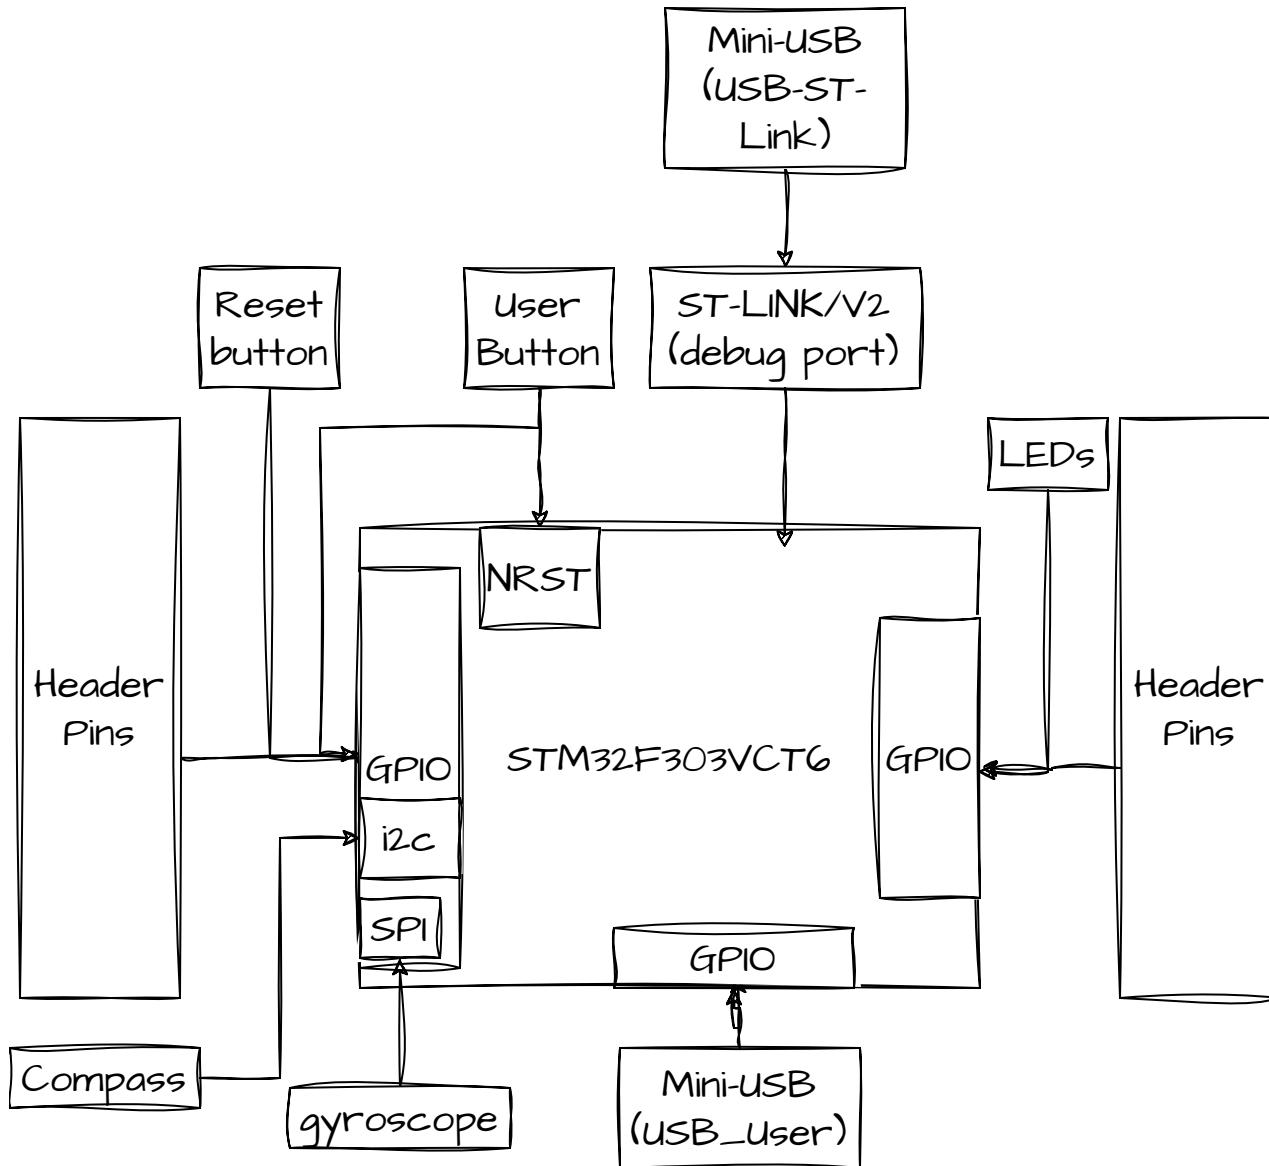 Mini-USB
(USB-ST-
Link)
Reset
button
User
Button
ST-LINK/V2
(debug port)
LEDs
NRST
Header
Pins
GPIO
STM32F303VCT6
GPIO
Header
Pins
i2c
SPI
GPIO
Compass
gyroscope
Mini-USB
(USB_User)